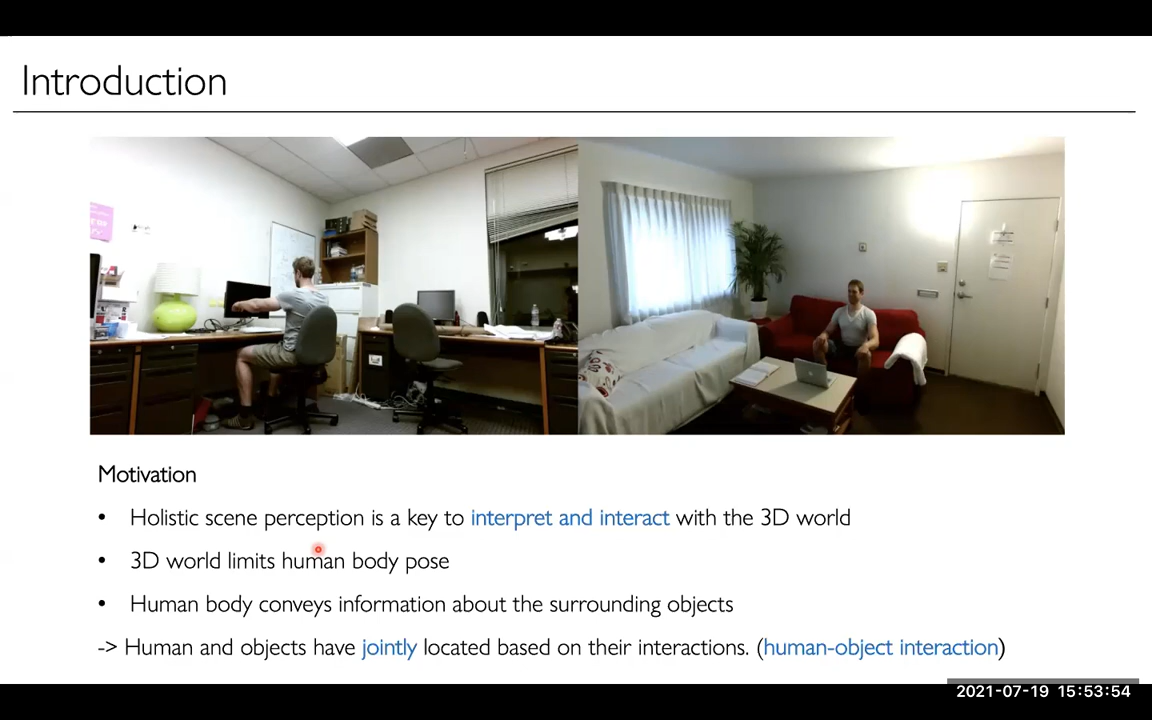 Introduction
Motivation
• Holistic scene perception is a key to interpret and interact with the 3D world
• 3D world limits human body pose
• Human body conveys information about the surrounding objects
-> Human and objects have jointly located based on their interactions. (human-object interaction)
2021-07-19 15:53:54